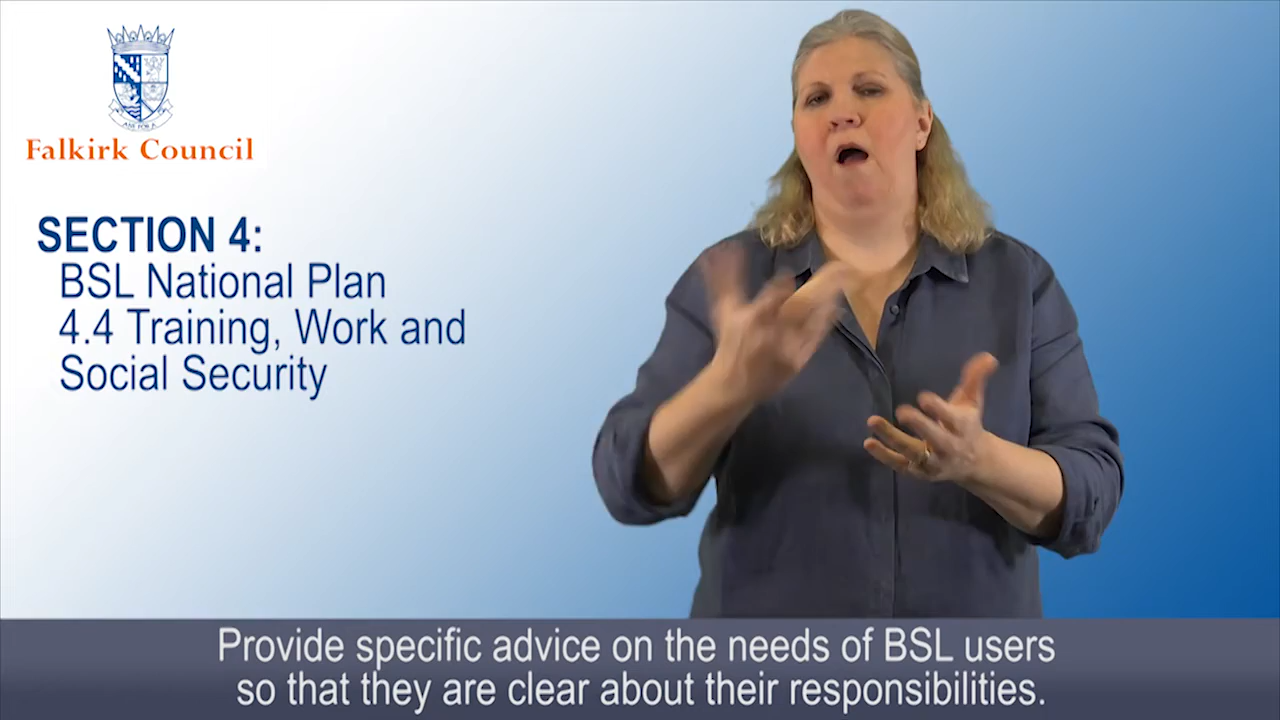 Falkirk Council
SECTION 4:
BSL National Plan
4.4 Training, Work and
Social Security
Provide specific advice on the needs of BSL users
so that they are clear about their responsibilities.